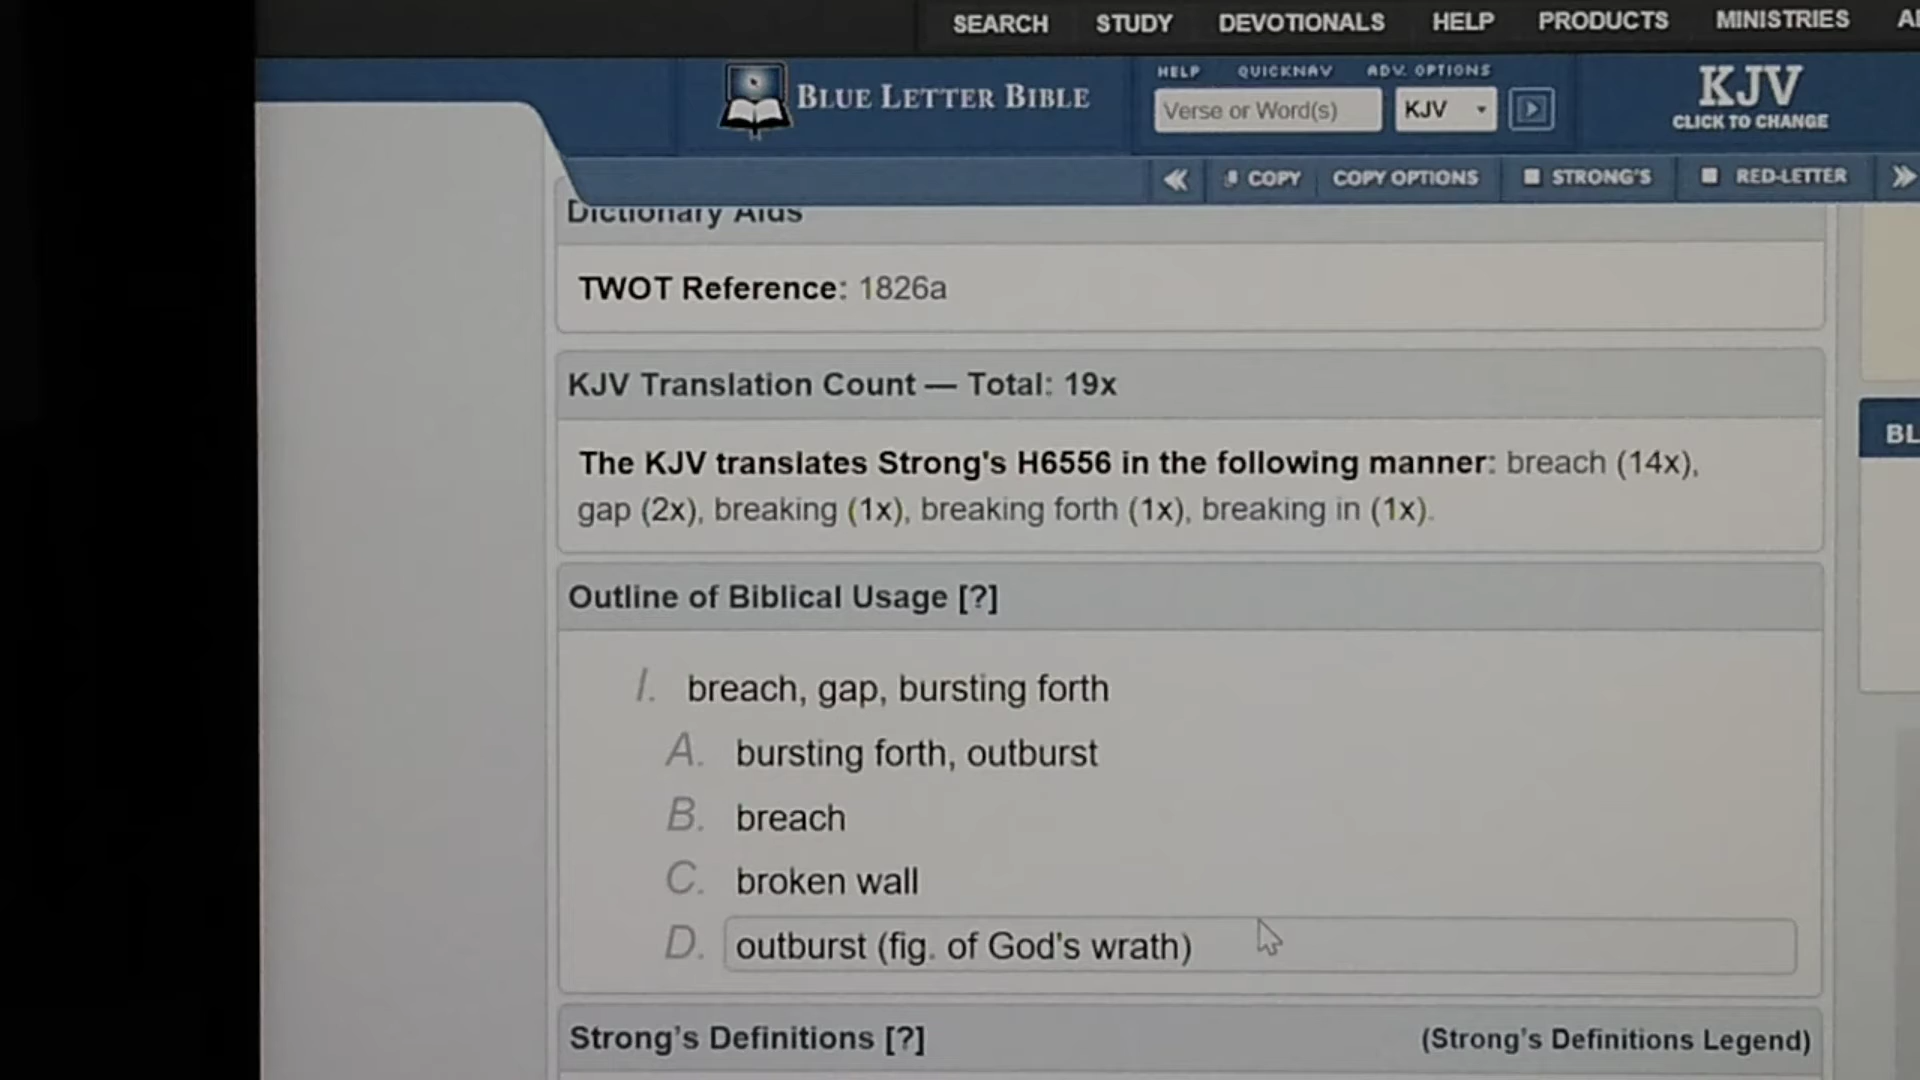 SEARCH STUDY DEVOTIONALS HELP PRODUCTS MINISTRIES
HELP QUICKNAV ADV. OPTIONS
BLUE LETTER BIBLE
Verse or Word(s) KJV
KJV
CLICK TO CHANGE
COPY COPY OPTIONS STRONG'S RED-LETTER
Dictionary Aids
TWOT Reference: 1826a
KJV Translation Count — Total: 19x
The KJV translates Strong's H6556 in the following manner: breach (14x),
gap (2x), breaking (1x), breaking forth (1x), breaking in (1x).
BL
Outline of Biblical Usage [?]
I. breach, gap, bursting forth
A. bursting forth, outburst
B. breach
C. broken wall
D. outburst (fig. of God's wrath)
Strong's Definitions [?] (Strong's Definitions Legend)